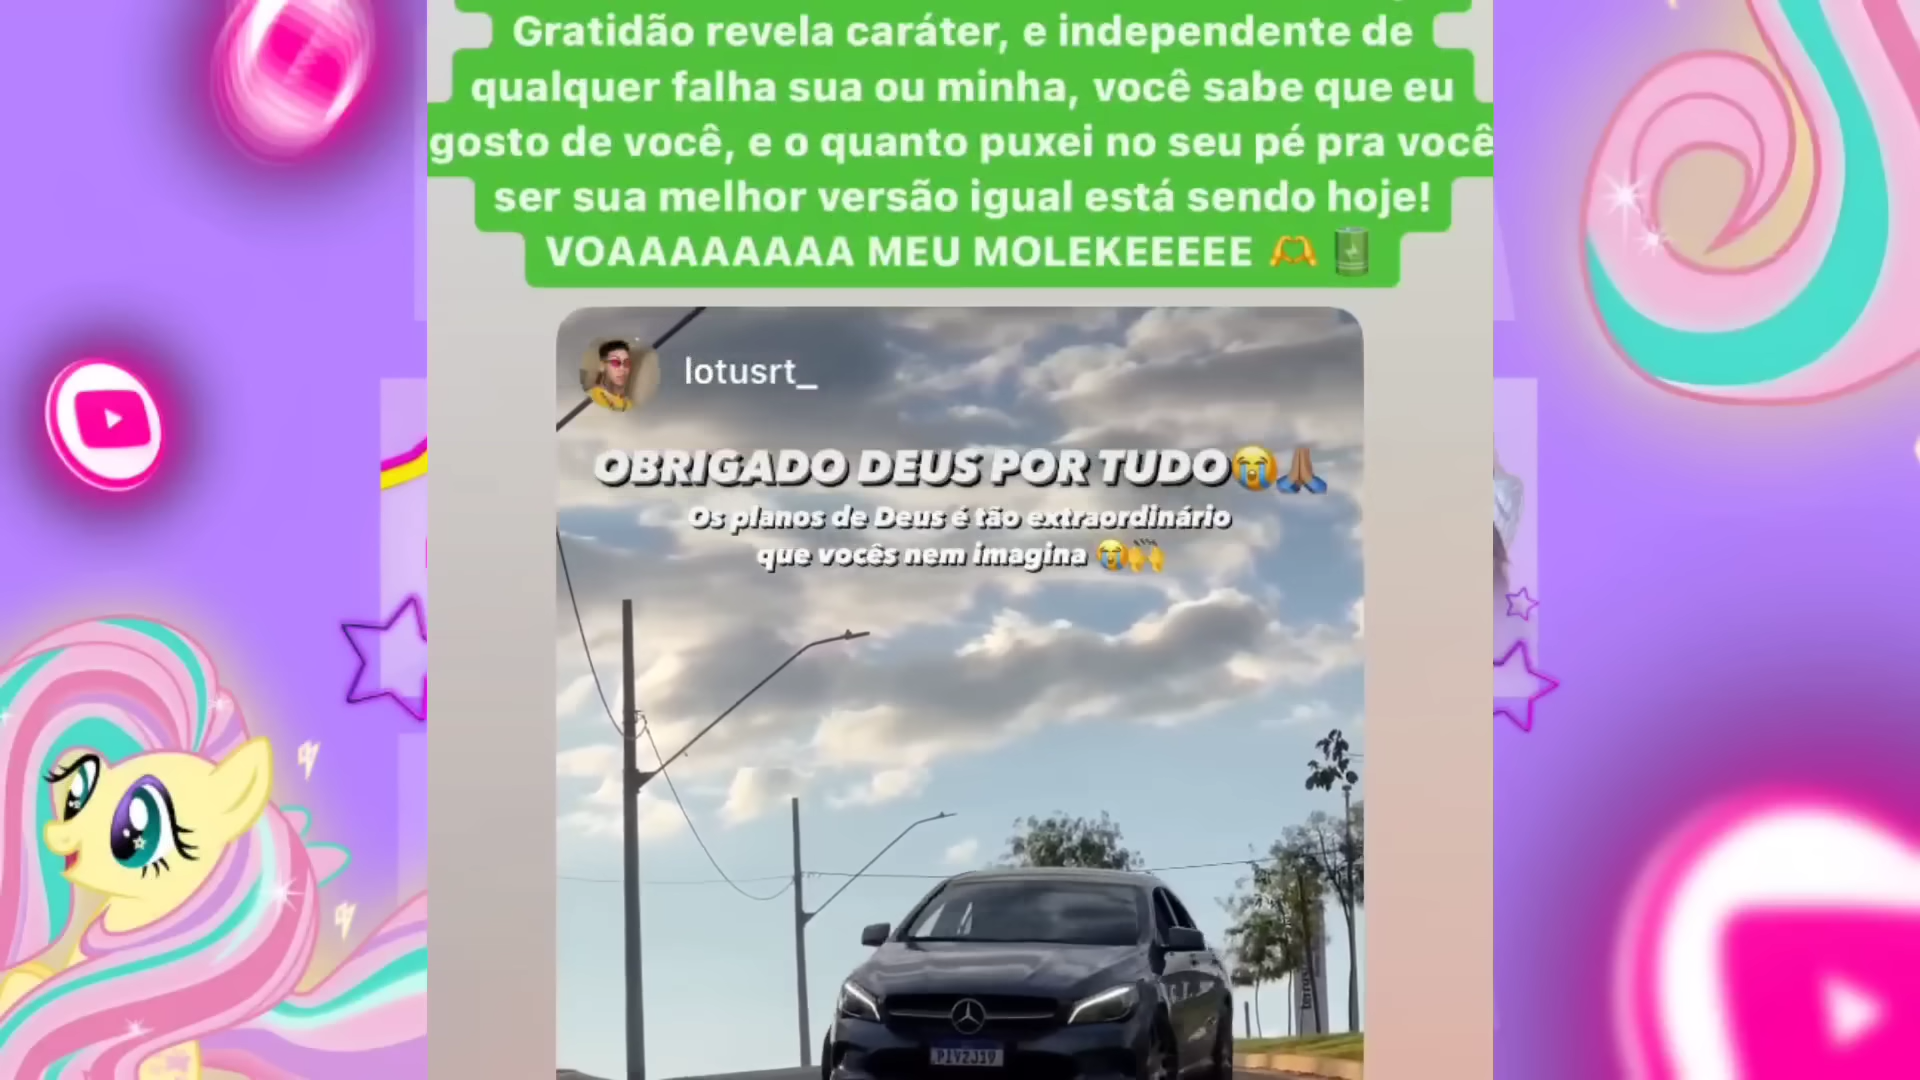 Gratidão revela caráter, e independente de
qualquer falha sua ou minha, você sabe que eu
gosto de você, e o quanto puxei no seu pé pra você
ser sua melhor versão igual está sendo hoje!
VOAAAAAAAAA MEU MOLEKEEEEE 🫶 🔋
lotusrt_
OBRIGADO DEUS POR TUDO😭🙏🏽
Os planos de Deus é tão extraordinário
que vocês nem imagina 😭🙌